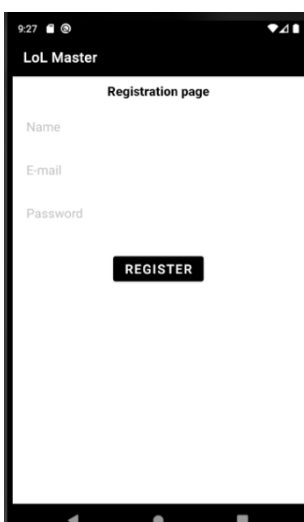 9:27
LoL Master
Registration page
Name
E-mail
Password
REGISTER